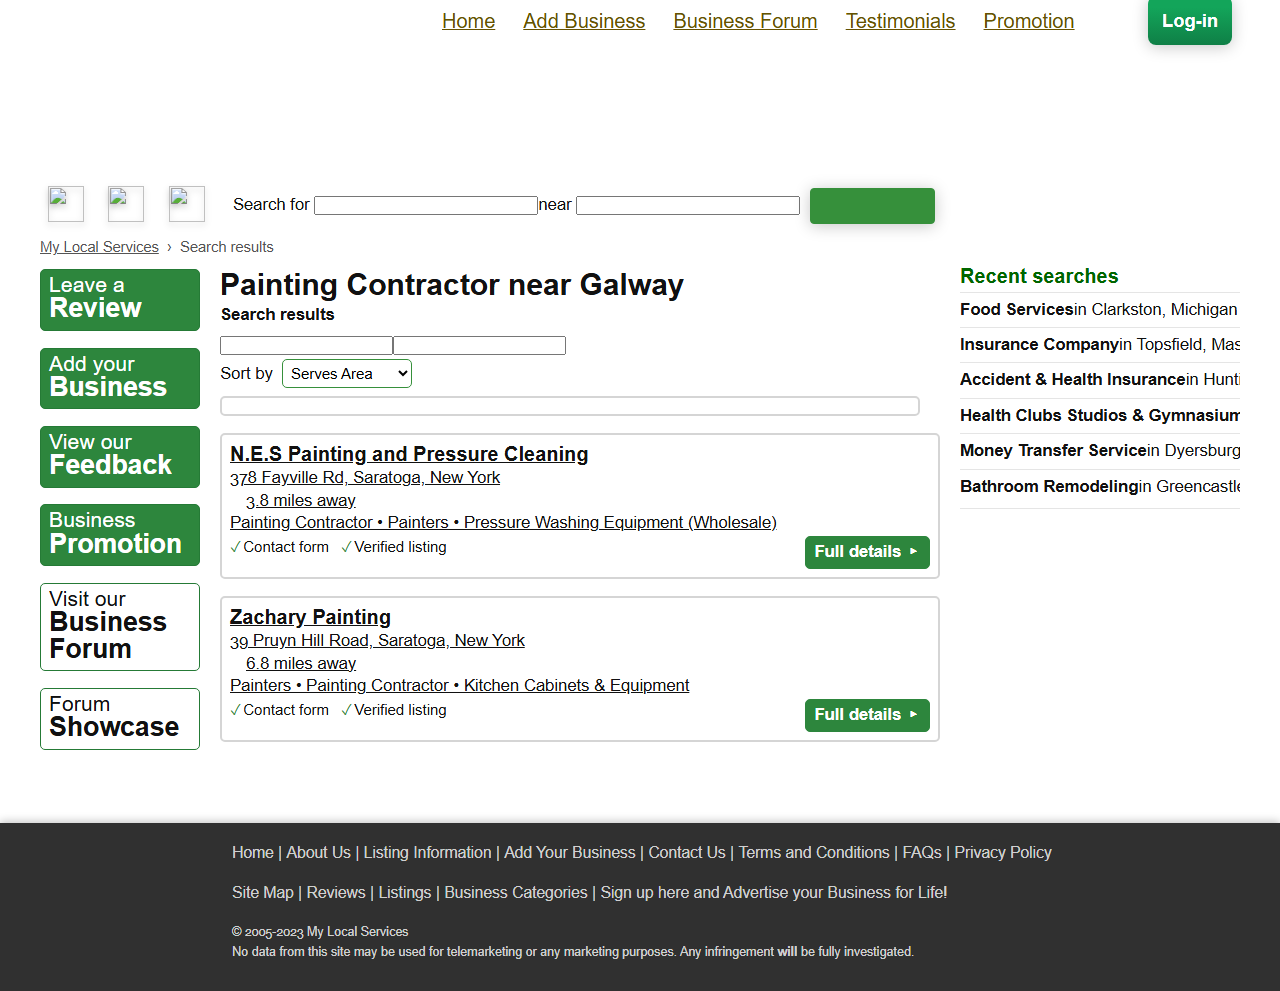 Home Add Business Business Forum Testimonials Promotion Log-in
Search for near
My Local Services › Search results
Leave a
Review
Add your
Business
View our
Feedback
Business
Promotion
Visit our
Business
Forum
Forum
Showcase
Painting Contractor near Galway
Search results
Sort by Serves Area
N.E.S Painting and Pressure Cleaning
378 Fayville Rd, Saratoga, New York
3.8 miles away
Painting Contractor • Painters • Pressure Washing Equipment (Wholesale)
✓Contact form ✓Verified listing
Full details ►
Zachary Painting
39 Pruyn Hill Road, Saratoga, New York
6.8 miles away
Painters • Painting Contractor • Kitchen Cabinets & Equipment
✓Contact form ✓Verified listing
Full details ►
Recent searches
Food Servicesin Clarkston, Michigan
Insurance Companyin Topsfield, Mas
Accident & Health Insurancein Hunti
Health Clubs Studios & Gymnasium
Money Transfer Servicein Dyersburg
Bathroom Remodelingin Greencastle
Home | About Us | Listing Information | Add Your Business | Contact Us | Terms and Conditions | FAQs | Privacy Policy
Site Map | Reviews | Listings | Business Categories | Sign up here and Advertise your Business for Life!
© 2005-2023 My Local Services
No data from this site may be used for telemarketing or any marketing purposes. Any infringement will be fully investigated.